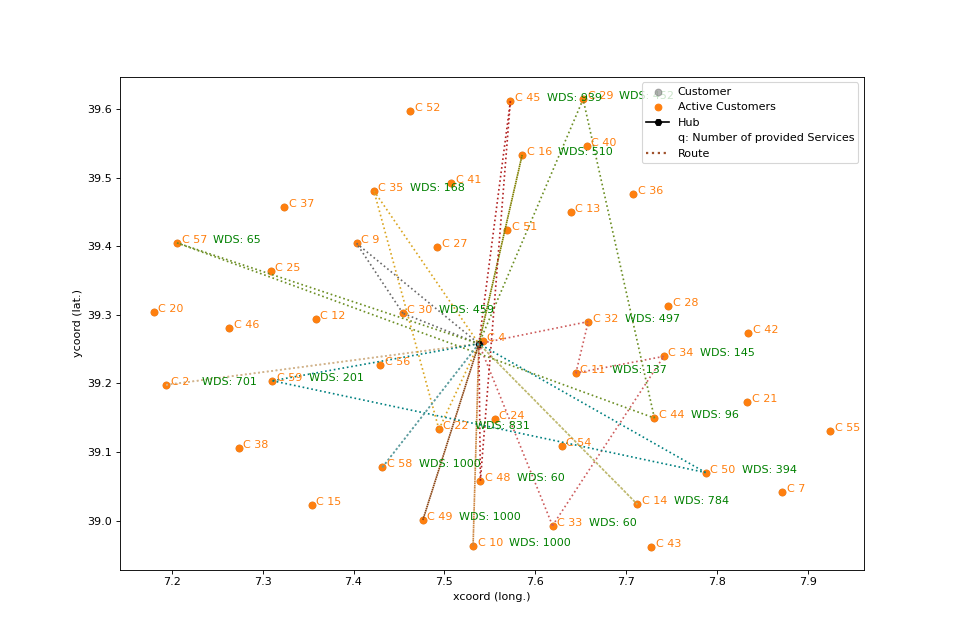 C 45 WDS: 939
C 29
C 52
Customer
Active Customers
Hub
q: Number of provided Services
Route
C 40
C 16 WDS: 510
C 41
C 35 WDS: 168
C 36
C 37
C 13
C 51
C 57 WDS: 65
C 9
C 27
C 25
C 20
C 12
C 30 WDS: 459
C 28
C 46
C 32 WDS: 497
C 42
C 4
C 34 WDS: 145
C 56
C 11 WDS: 137
C 2 WDS: 701
C 59 WDS: 201
C 21
C 44 WDS: 96
C 24
C 22 WDS: 831
C 55
C 38
C 54
C 58 WDS: 1000
C 50 WDS: 394
C 48 WDS: 60
C 7
C 15
C 14 WDS: 784
C 49 WDS: 1000
C 33 WDS: 60
C 10 WDS: 1000
C 43
39.6
39.5
39.4
39.3
39.2
39.1
39.0
ycoord (lat.)
7.2 7.3 7.4 7.5 7.6 7.7 7.8 7.9
xcoord (long.)